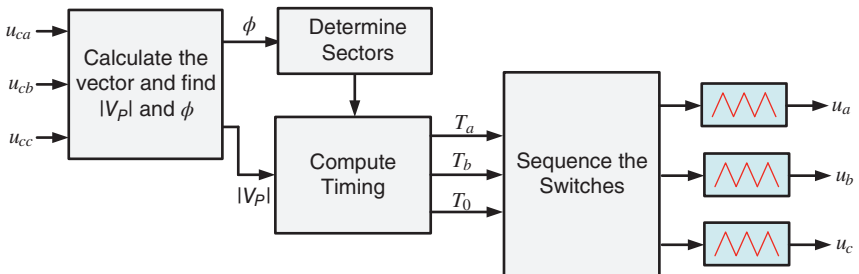 u_ca
u_cb
u_cc
Calculate the
vector and find
|V_P| and ϕ
ϕ
|V_P|
Determine
Sectors
Compute
Timing
T_a
T_b
T_0
Sequence the
Switches
u_a
u_b
u_c